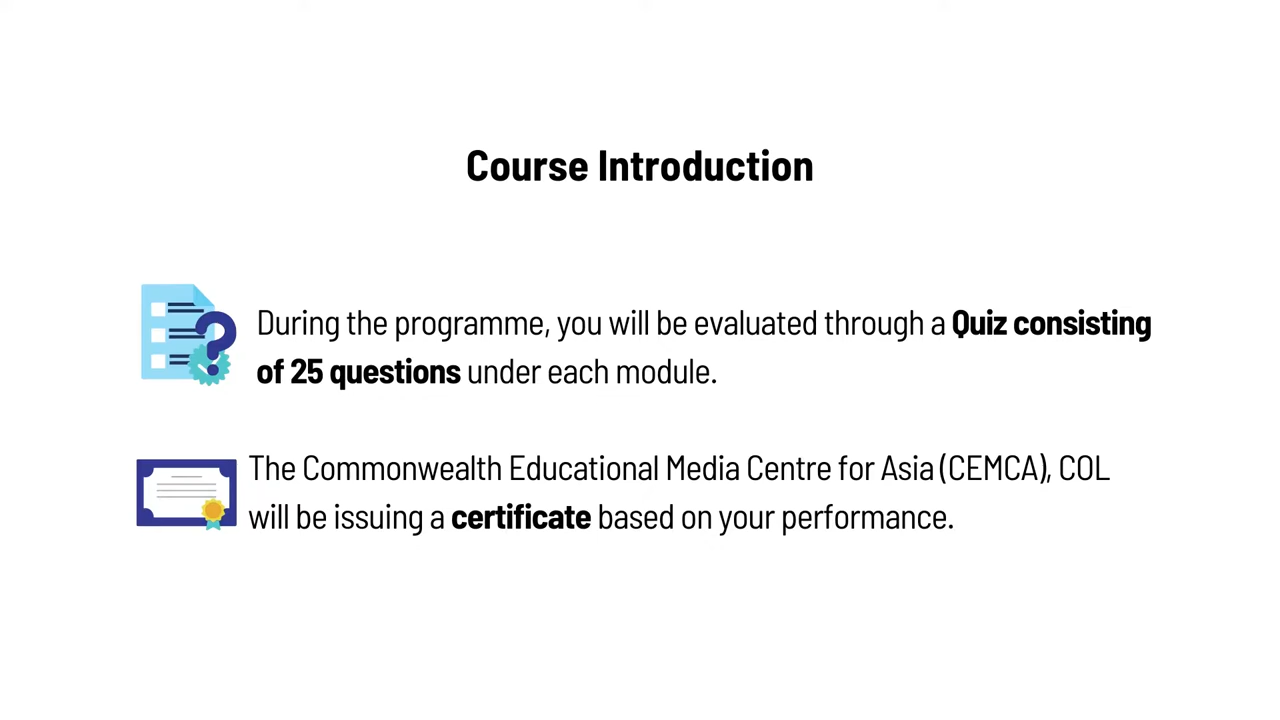 Course Introduction
During the programme, you will be evaluated through a Quiz consisting
of 25 questions under each module.
The Commonwealth Educational Media Centre for Asia (CEMCA), COL
will be issuing a certificate based on your performance.